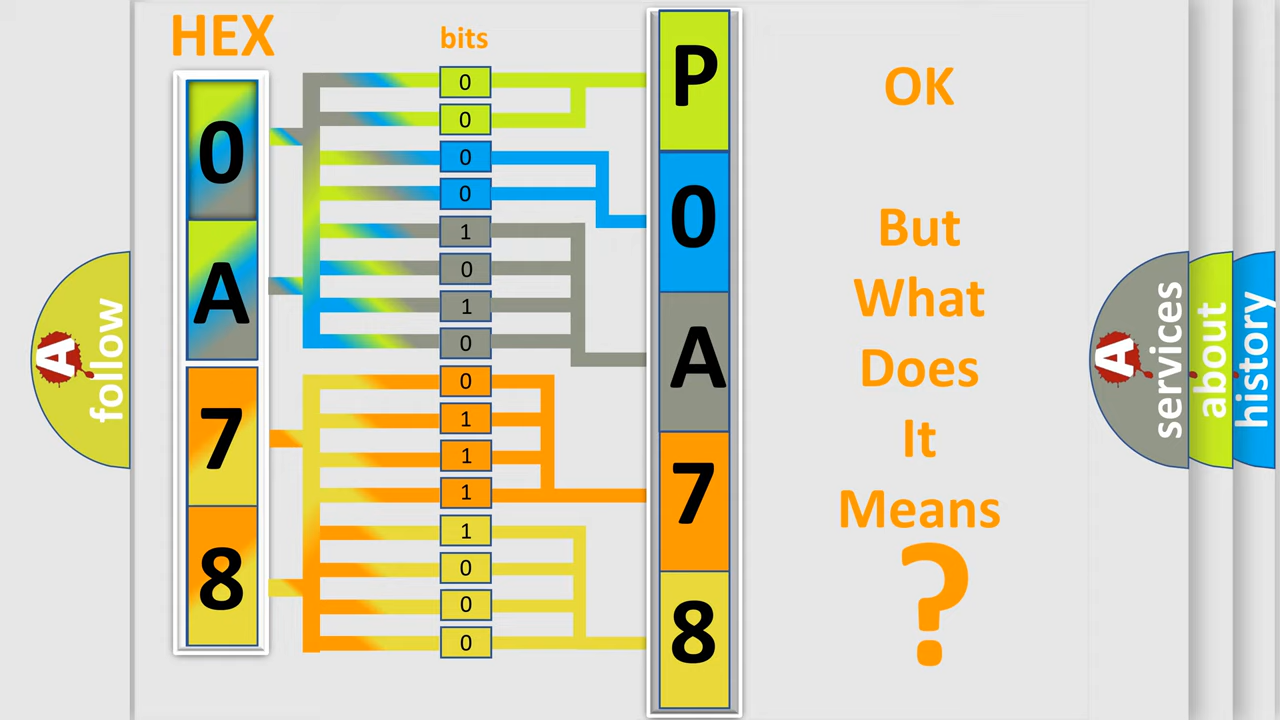 HEX
bits
0
A
7
8
0
0
0
0
1
0
1
0
0
1
1
1
1
0
0
0
P
0
A
7
8
OK
But
What
Does
It
Means
?
A
follow
A
services
about
history